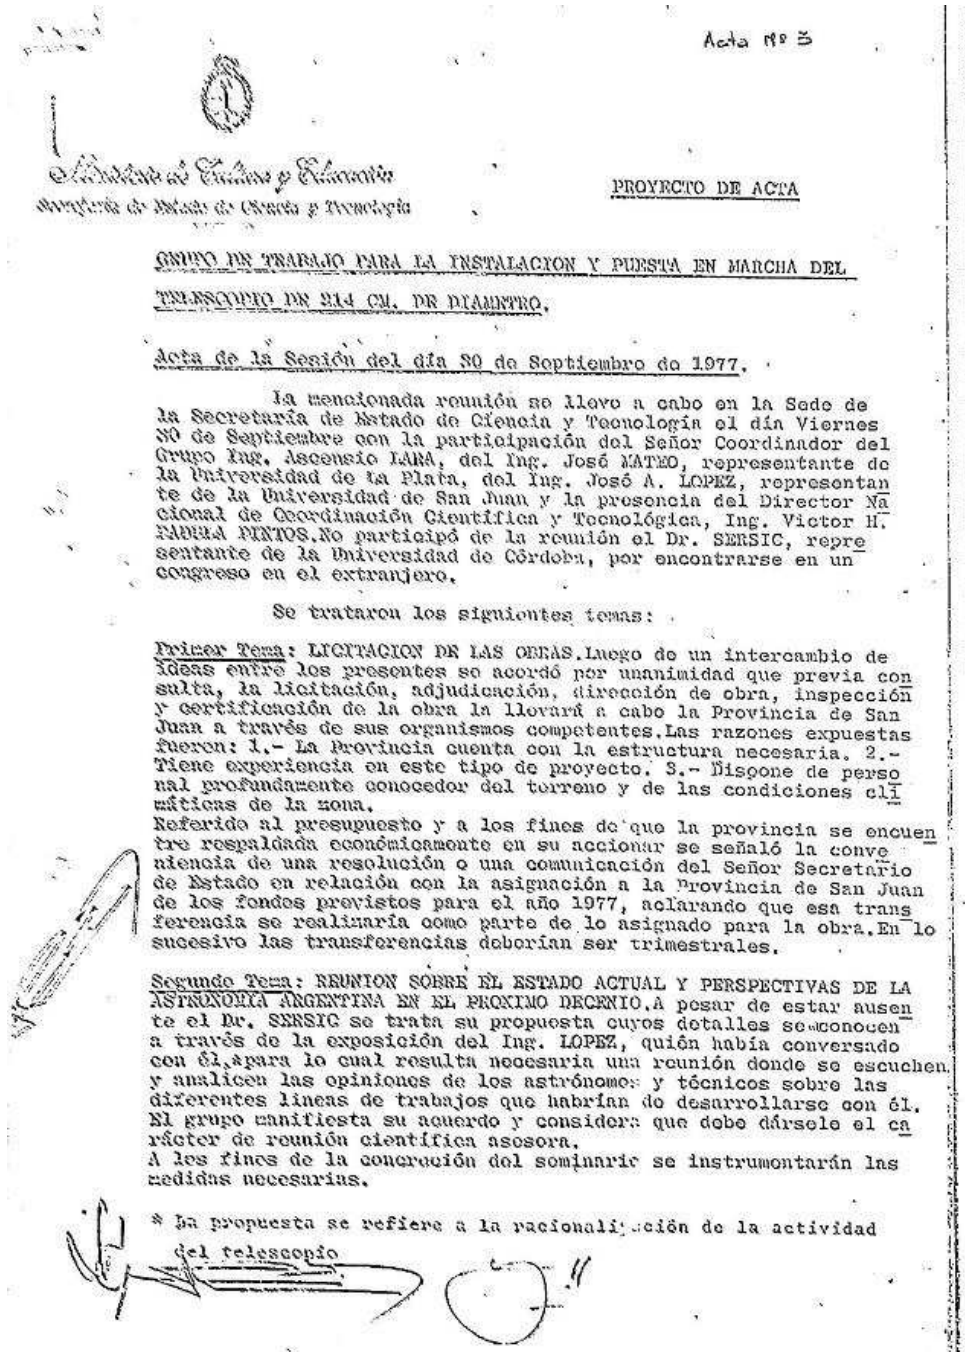 Acta Nº 3
Ministerio de Cultura y Educación
Secretaría de Estado de Ciencia y Tecnología
PROYECTO DE ACTA
GRUPO DE TRABAJO PARA LA INSTALACION Y PUESTA EN MARCHA DEL
TELESCOPIO DE 214 CM. DE DIAMETRO.
Acta de la Sesión del día 30 de Septiembre de 1977.
La mencionada reunión se llevo a cabo en la Sede de
la Secretaría de Estado de Ciencia y Tecnología el día Viernes
30 de Septiembre con la participación del Señor Coordinador del
Grupo Ing. Ascensio LARA, del Ing. José MATEO, representante de
la Universidad de La Plata, del Ing. José A. LOPEZ, representan
te de la Universidad de San Juan y la presencia del Director Na
cional de Coordinación Científica y Tecnológica, Ing. Victor H.
PADULA PINTOS.No participó de la reunión el Dr. SERSIC, repre
sentante de la Universidad de Córdoba, por encontrarse en un
congreso en el extranjero.
Se trataron los siguientes temas:
Primer Tema: LICITACION DE LAS OBRAS.Luego de un intercambio de
ideas entre los presentes se acordó por unanimidad que previa con
sulta, la licitación, adjudicación, dirección de obra, inspección
y certificación de la obra la llevará a cabo la Provincia de San
Juan a través de sus organismos competentes.Las razones expuestas
fueron: 1.- La Provincia cuenta con la estructura necesaria. 2.-
Tiene experiencia en este tipo de proyecto. 3.- Dispone de perso
nal profundamente conocedor del terreno y de las condiciones cli
máticas de la zona.
Referido al presupuesto y a los fines de que la provincia se encuen
tre respaldada económicamente en su accionar se señaló la conve
niencia de una resolución o una comunicación del Señor Secretario
de Estado en relación con la asignación a la Provincia de San Juan
de los fondos previstos para el año 1977, aclarando que esa trans
ferencia se realizaría como parte de lo asignado para la obra.En lo
sucesivo las transferencias deberían ser trimestrales.
Segundo Tema: REUNION SOBRE EL ESTADO ACTUAL Y PERSPECTIVAS DE LA
ASTRONOMIA ARGENTINA EN EL PROXIMO DECENIO.A pesar de estar ausen
te el Dr. SERSIC se trata su propuesta cuyos detalles se conocen
a través de la exposición del Ing. LOPEZ, quién había conversado
con él,*para lo cual resulta necesaria una reunión donde se escuchen
y analicen las opiniones de los astrónomos y técnicos sobre las
diferentes lineas de trabajos que habrían de desarrollarse con él.
El grupo manifiesta su acuerdo y considera que debe dársele el ca
rácter de reunión científica asesora.
A los fines de la concreción del seminario se instrumentarán las
medidas necesarias.
* La propuesta se refiere a la racionalización de la actividad
del telescopio